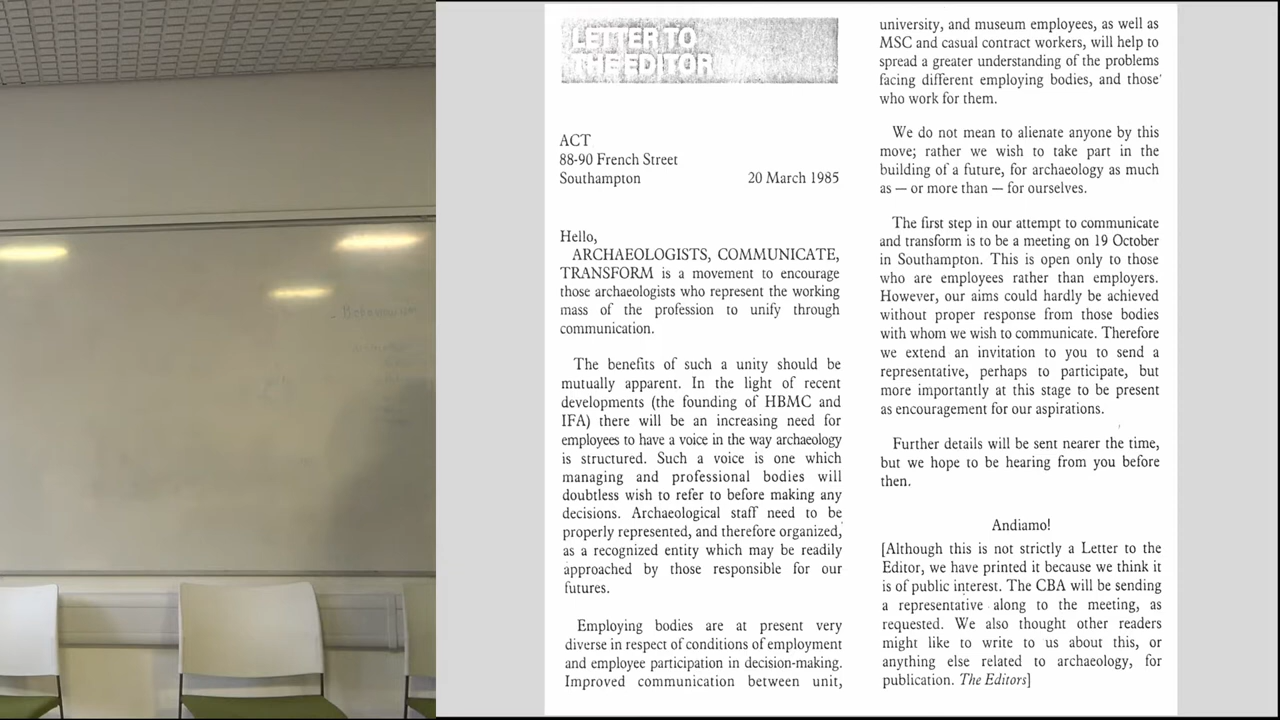 LETTER TO
THE EDITOR
ACT
88-90 French Street
Southampton 20 March 1985
Hello,
ARCHAEOLOGISTS, COMMUNICATE,
TRANSFORM is a movement to encourage
those archaeologists who represent the working
mass of the profession to unify through
communication.
The benefits of such a unity should be
mutually apparent. In the light of recent
developments (the founding of HBMC and
IFA) there will be an increasing need for
employees to have a voice in the way archaeology
is structured. Such a voice is one which
managing and professional bodies will
doubtless wish to refer to before making any
decisions. Archaeological staff need to be
properly represented, and therefore organized,
as a recognized entity which may be readily
approached by those responsible for our
futures.
Employing bodies are at present very
diverse in respect of conditions of employment
and employee participation in decision-making.
Improved communication between unit,
university, and museum employees, as well as
MSC and casual contract workers, will help to
spread a greater understanding of the problems
facing different employing bodies, and those
who work for them.
We do not mean to alienate anyone by this
move; rather we wish to take part in the
building of a future, for archaeology as much
as — or more than — for ourselves.
The first step in our attempt to communicate
and transform is to be a meeting on 19 October
in Southampton. This is open only to those
who are employees rather than employers.
However, our aims could hardly be achieved
without proper response from those bodies
with whom we wish to communicate. Therefore
we extend an invitation to you to send a
representative, perhaps to participate, but
more importantly at this stage to be present
as encouragement for our aspirations.
Further details will be sent nearer the time,
but we hope to be hearing from you before
then.
Andiamo!
[Although this is not strictly a Letter to the
Editor, we have printed it because we think it
is of public interest. The CBA will be sending
a representative along to the meeting, as
requested. We also thought other readers
might like to write to us about this, or
anything else related to archaeology, for
publication. The Editors]